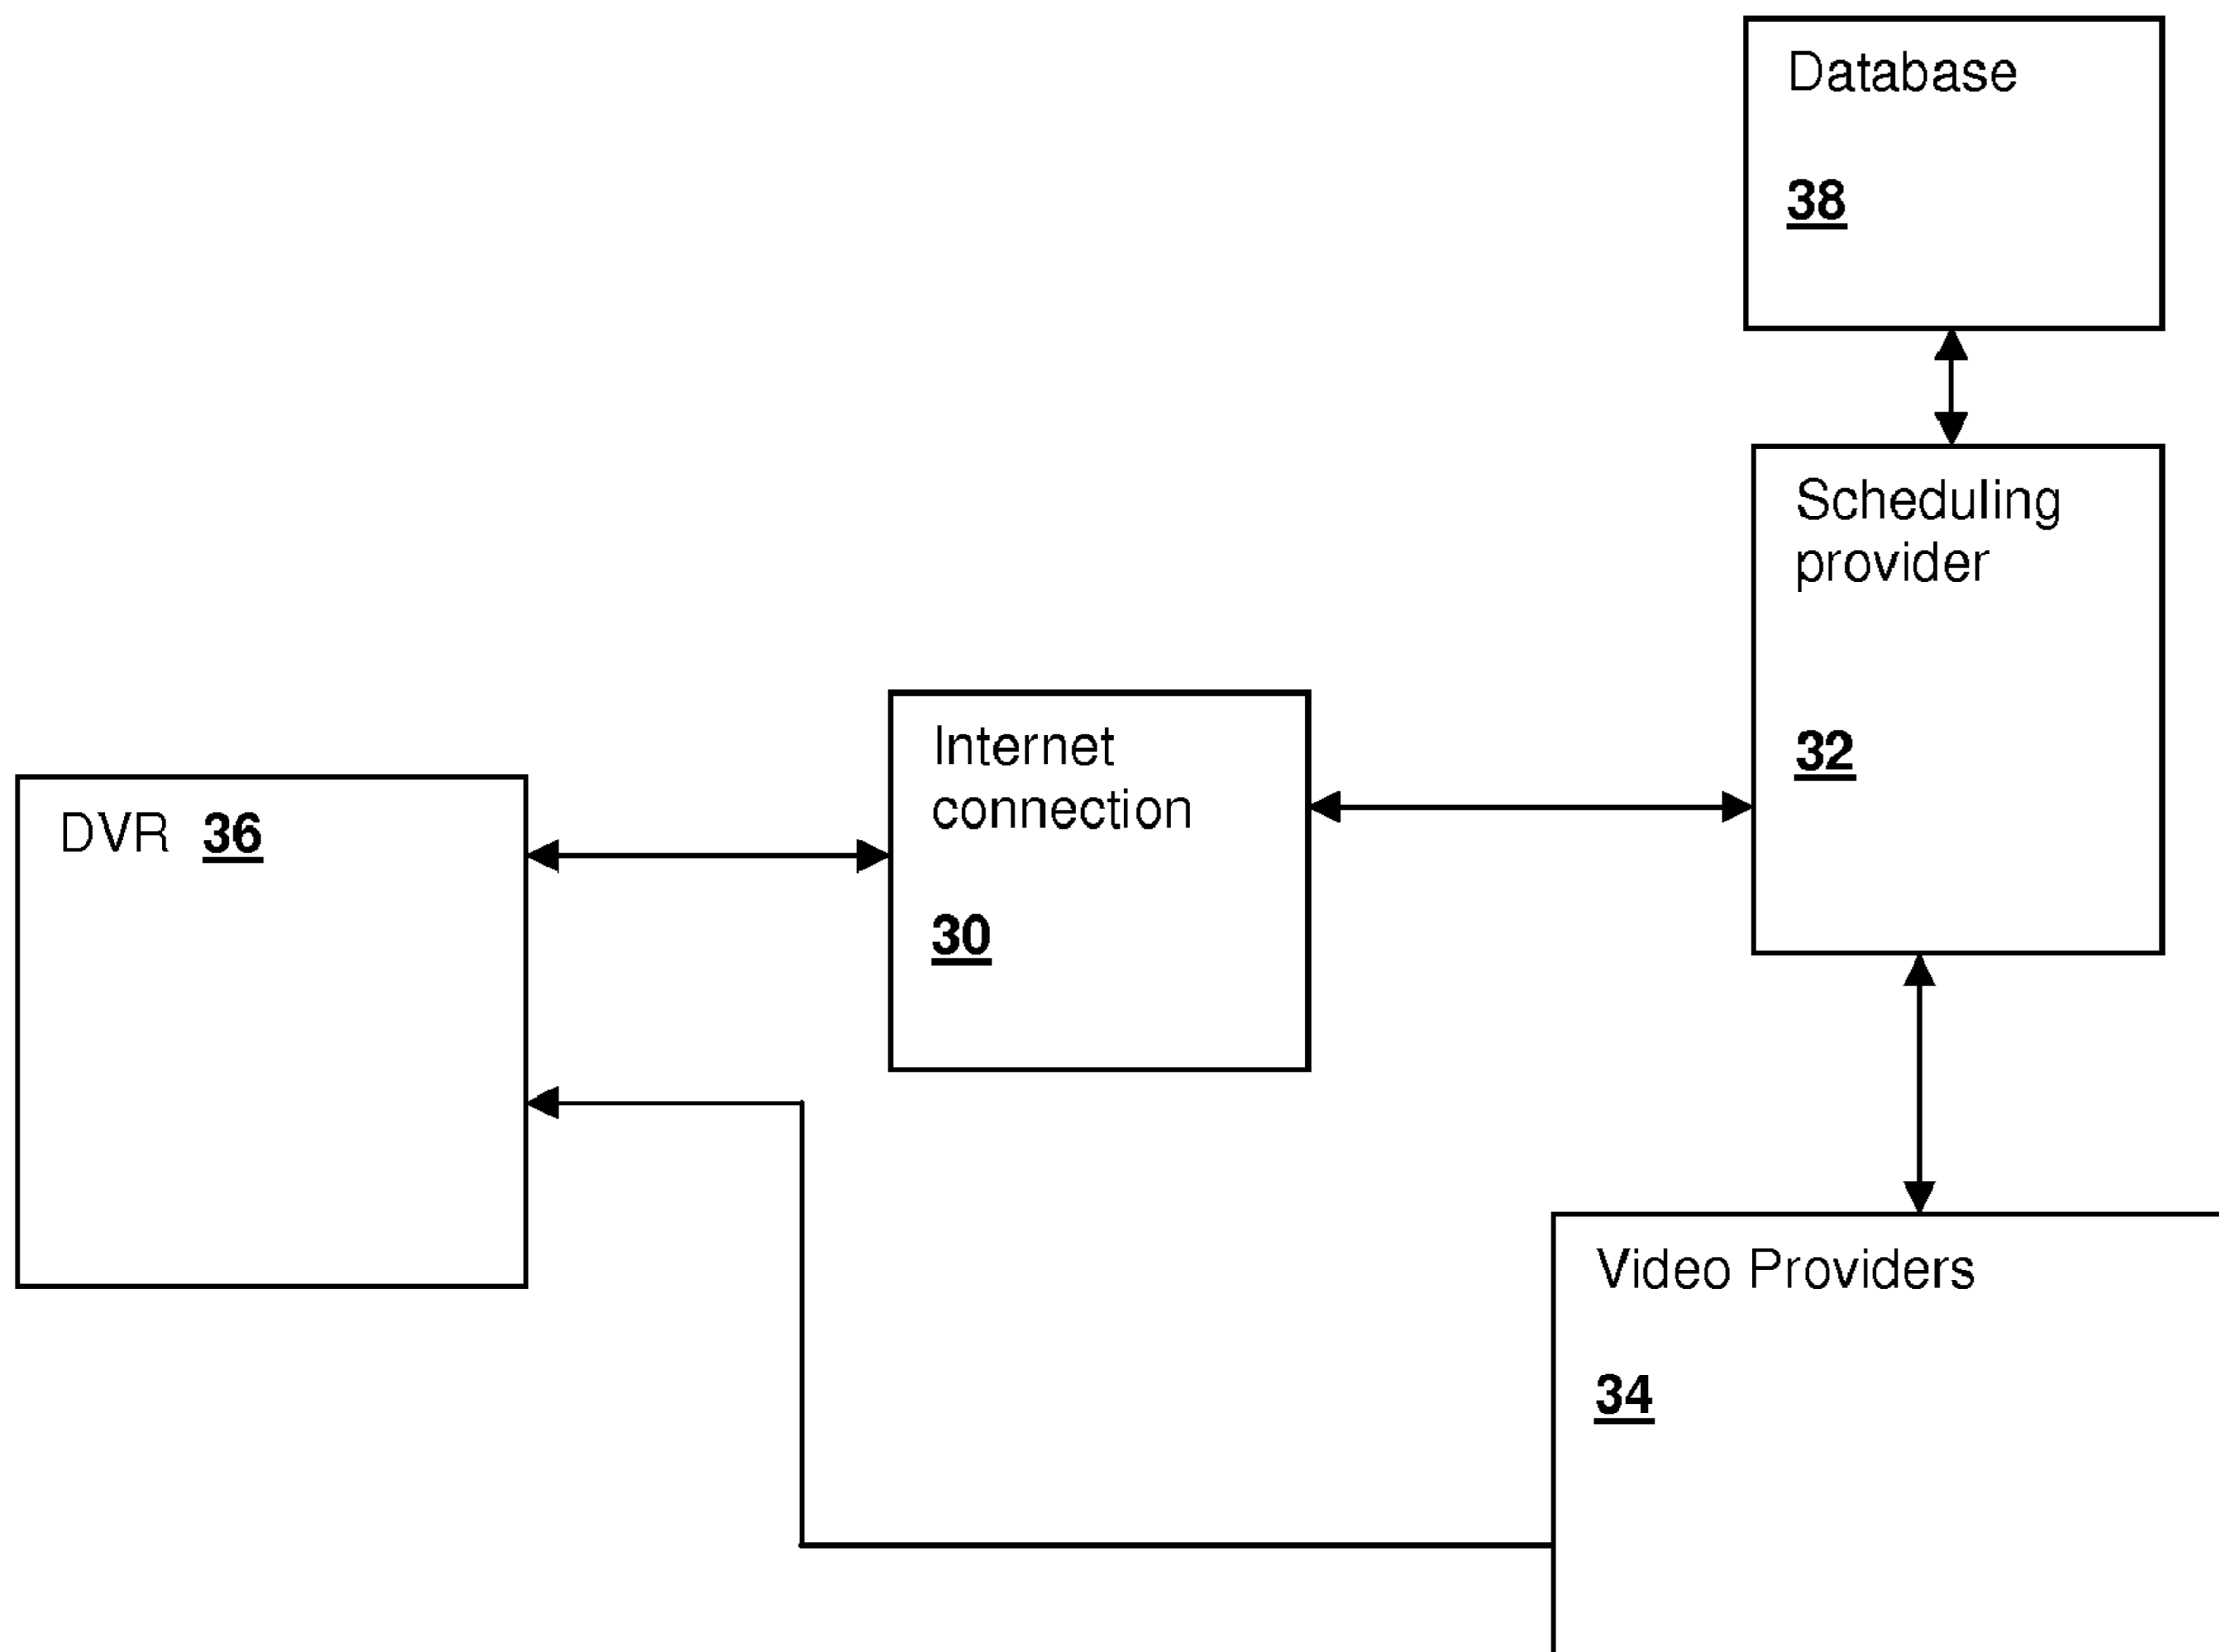 Database
38
Scheduling
provider
32
Internet
connection
30
DVR 36
Video Providers
34